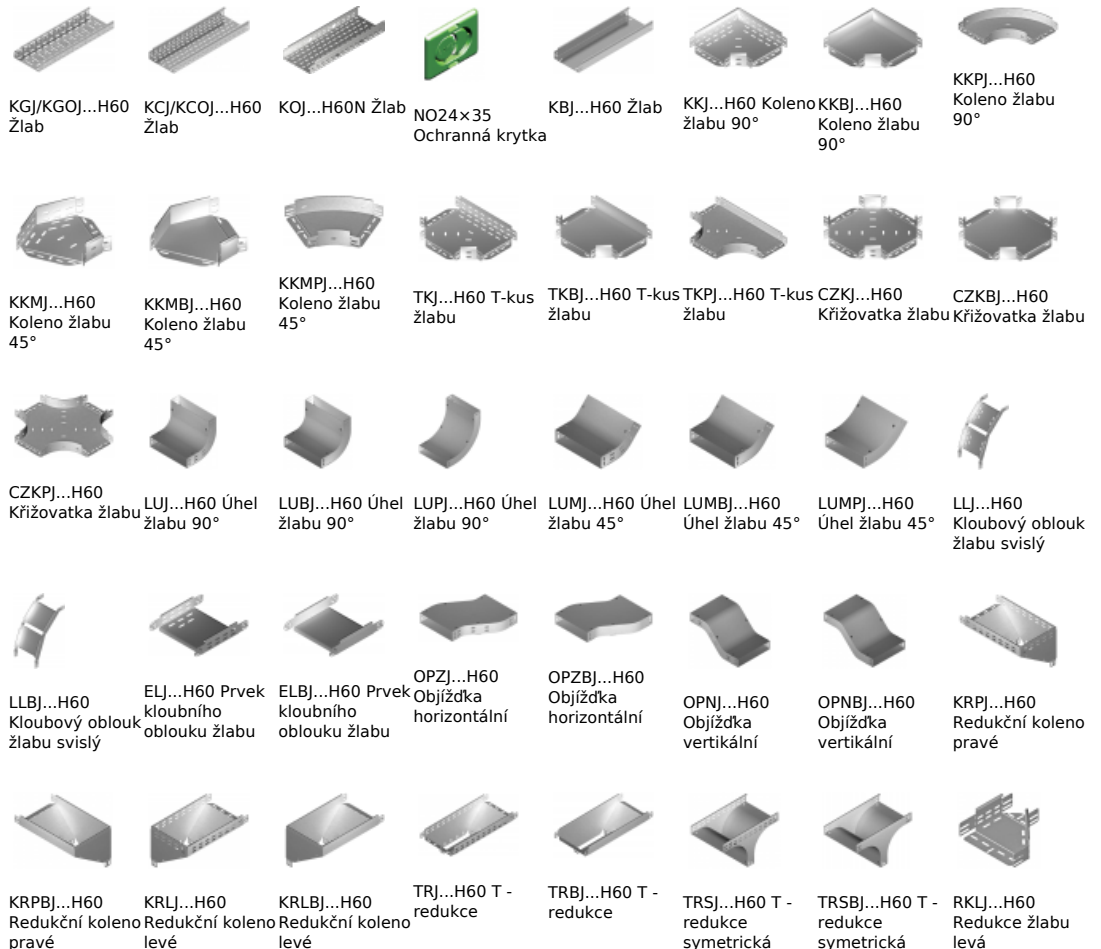 KGJ/KGOJ...H60
Žlab
KCJ/KCOJ...H60
Žlab
KOJ...H60N Žlab
NO24×35
Ochranná krytka
KBJ...H60 Žlab
KKJ...H60 Koleno
žlabu 90°
KKBJ...H60
Koleno žlabu
90°
KKPJ...H60
Koleno žlabu
90°
KKMJ...H60
Koleno žlabu
45°
KKMBJ...H60
Koleno žlabu
45°
KKMPJ...H60
Koleno žlabu
45°
TKJ...H60 T-kus
žlabu
TKBJ...H60 T-kus
žlabu
TKPJ...H60 T-kus
žlabu
CZKJ...H60
Křižovatka žlabu
CZKBJ...H60
Křižovatka žlabu
CZKPJ...H60
Křižovatka žlabu
LUJ...H60 Úhel
žlabu 90°
LUBJ...H60 Úhel
žlabu 90°
LUPJ...H60 Úhel
žlabu 90°
LUMJ...H60 Úhel
žlabu 45°
LUMBJ...H60
Úhel žlabu 45°
LUMPJ...H60
Úhel žlabu 45°
LLJ...H60
Kloubový oblouk
žlabu svislý
LLBJ...H60
Kloubový oblouk
žlabu svislý
ELJ...H60 Prvek
kloubního
oblouku žlabu
ELBJ...H60 Prvek
kloubního
oblouku žlabu
OPZJ...H60
Objížďka
horizontální
OPZBJ...H60
Objížďka
horizontální
OPNJ...H60
Objížďka
vertikální
OPNBJ...H60
Objížďka
vertikální
KRPJ...H60
Redukční koleno
pravé
KRPBJ...H60
Redukční koleno
pravé
KRLJ...H60
Redukční koleno
levé
KRLBJ...H60
Redukční koleno
levé
TRJ...H60 T -
redukce
TRBJ...H60 T -
redukce
TRSJ...H60 T -
redukce
symetrická
TRSBJ...H60 T -
redukce
symetrická
RKLJ...H60
Redukce žlabu
levá